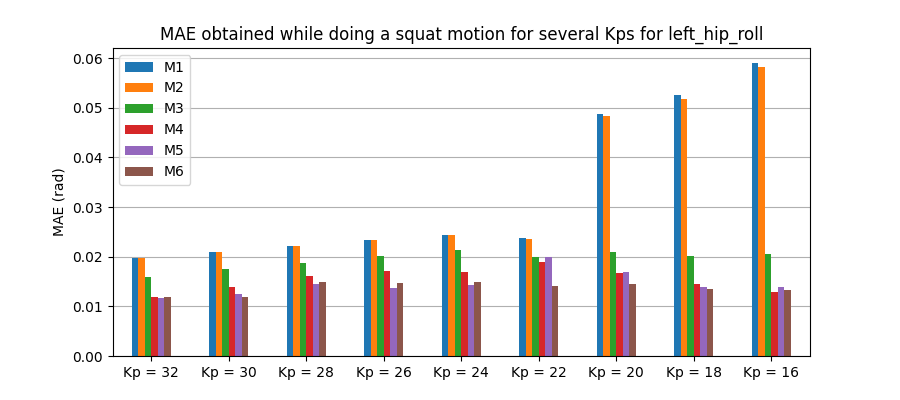 MAE obtained while doing a squat motion for several Kps for left_hip_roll
MAE (rad)
0.06
0.05
0.04
0.03
0.02
0.01
0.00
M1
M2
M3
M4
M5
M6
Kp = 32 Kp = 30 Kp = 28 Kp = 26 Kp = 24 Kp = 22 Kp = 20 Kp = 18 Kp = 16